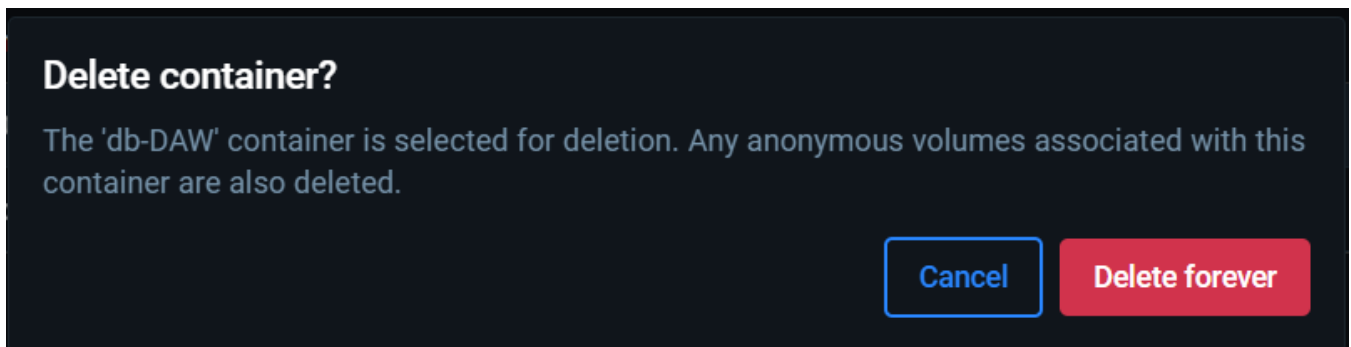 Delete container?
The 'db-DAW' container is selected for deletion. Any anonymous volumes associated with this
container are also deleted.
Cancel
Delete forever